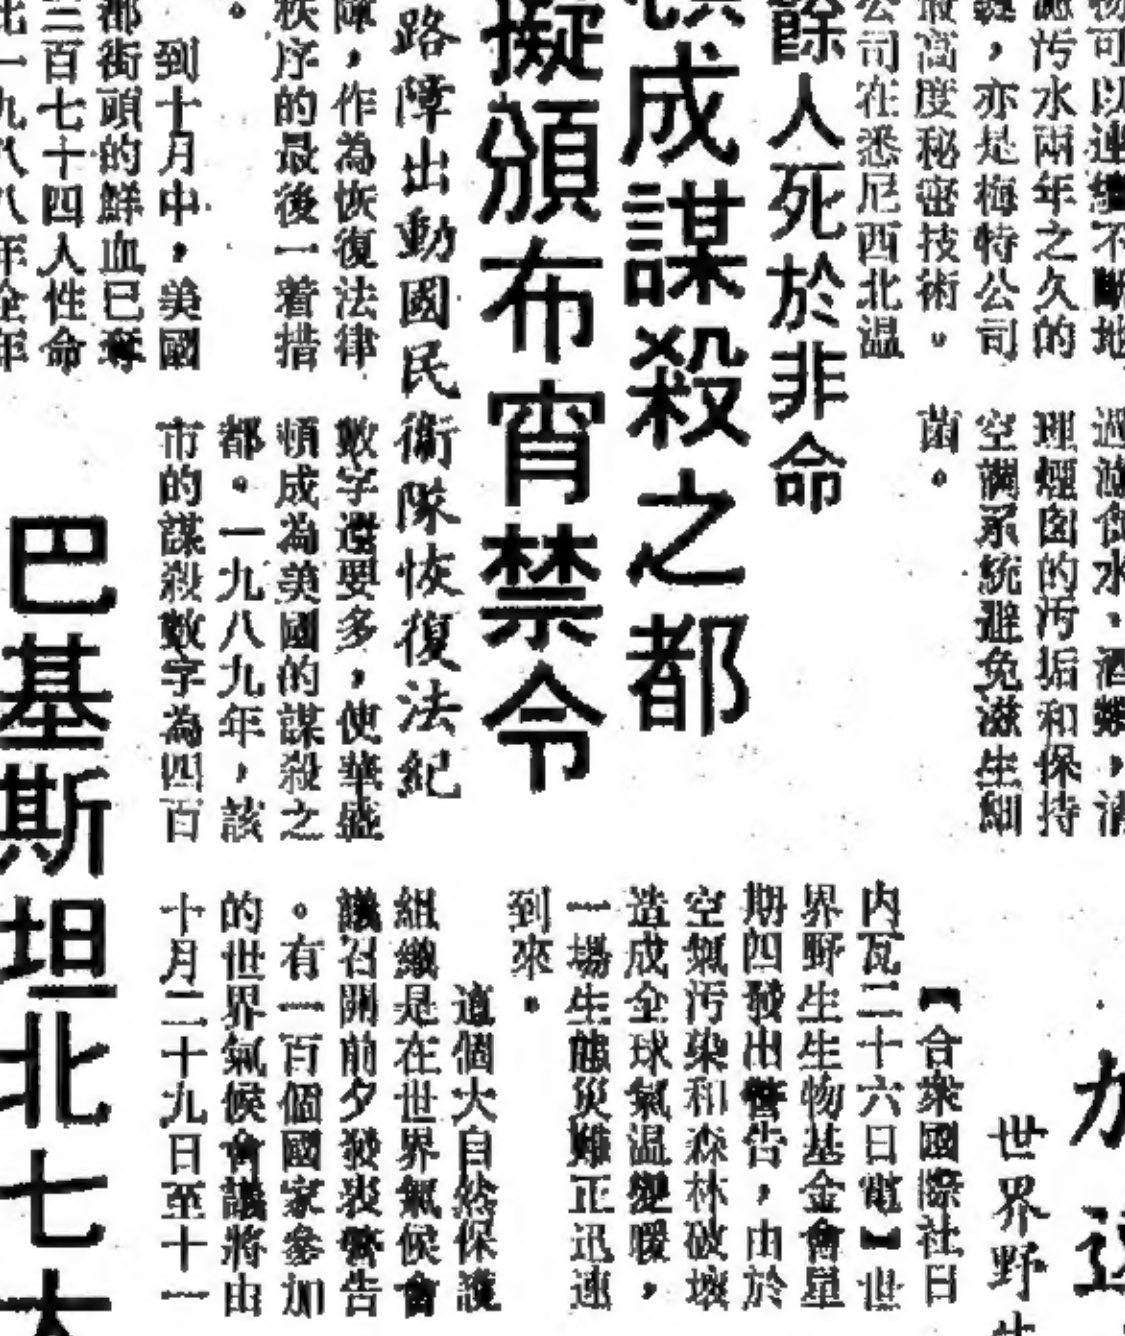 物可以連續不斷地
汚水兩年之久的
，亦是梅特公司
最高度秘密技術。
公司在悉尼西北温
過濾食水，酒類，清
理煙囱的汚垢和保持
空調系統避免滋生細
菌。
餘人死於非命
成謀殺之都
擬頒布宵禁令
路障出動國民衞隊恢復法紀
障，作為恢復法律
秩序的最後一着措
。
到十月中，美國
都街頭的鮮血已奪
三百七十四人性命
一九八八年全年
數字還要多，使華盛
頓成為美國的謀殺之
都。一九八九年，該
市的謀殺數字為四百
世界野生
【合衆國際社日
内瓦二十六日電】世
界野生生物基金會星
期四發出警告，由於
空氣汚染和森林破壞
造成全球氣温變暖，
一場生態災難正迅速
到來。
這個大自然保護
組織是在世界氣候會
議召開前夕發表警告
。有一百個國家參加
的世界氣候會議將由
十月二十九日至十一
巴基斯坦北七大